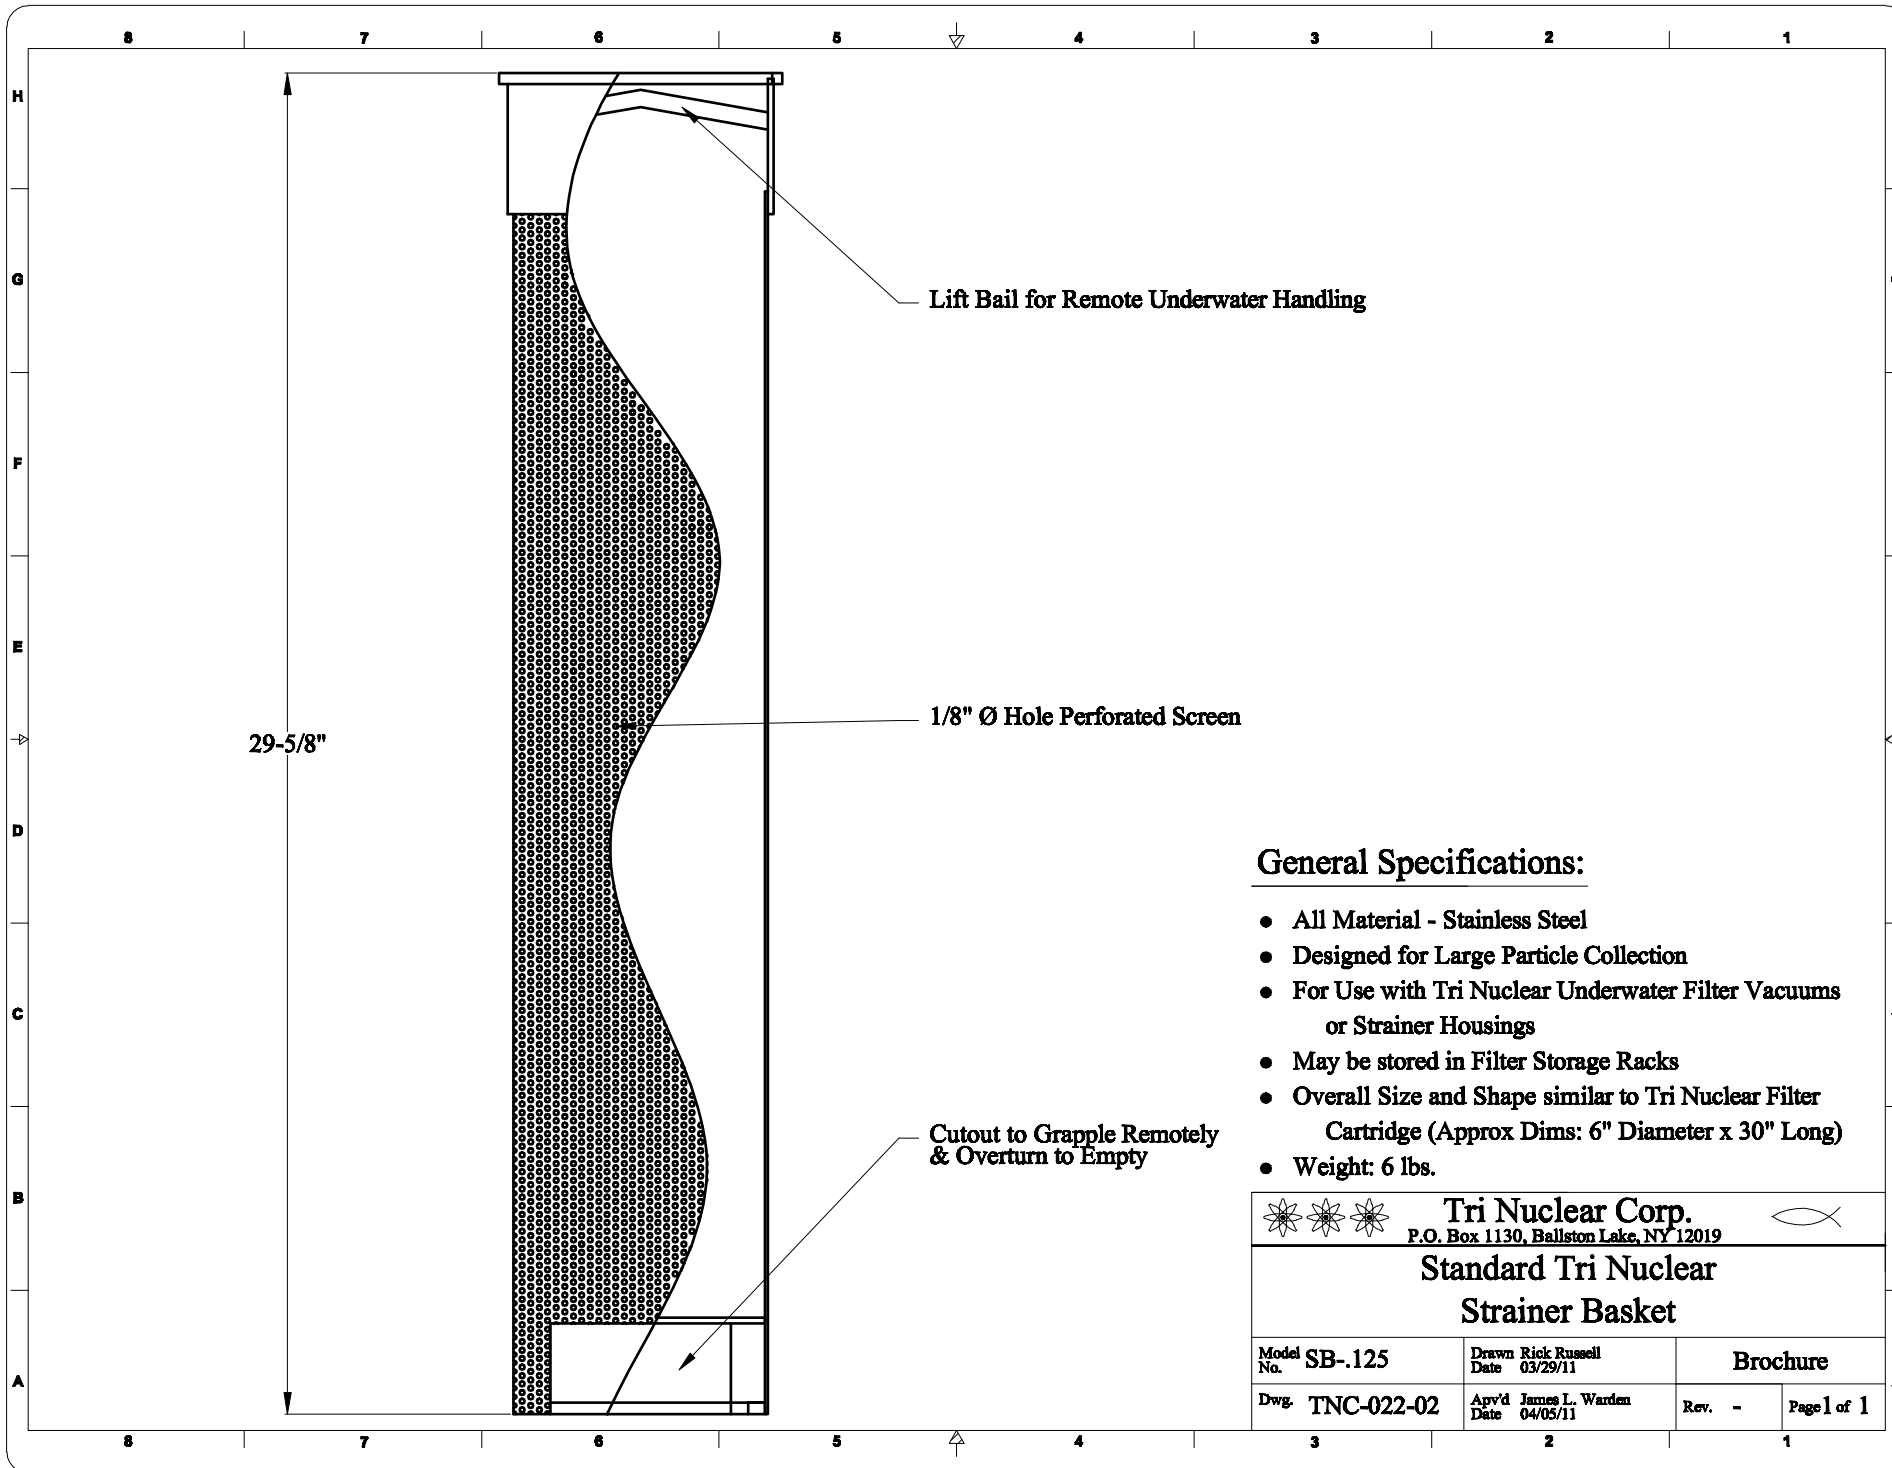 8 7 6 5 4 3 2 1
H
G
F
E
D
C
B
A
29-5/8"
Lift Bail for Remote Underwater Handling
1/8" Ø Hole Perforated Screen
Cutout to Grapple Remotely
& Overturn to Empty
General Specifications:
● All Material - Stainless Steel
● Designed for Large Particle Collection
● For Use with Tri Nuclear Underwater Filter Vacuums
or Strainer Housings
● May be stored in Filter Storage Racks
● Overall Size and Shape similar to Tri Nuclear Filter
Cartridge (Approx Dims: 6" Diameter x 30" Long)
● Weight: 6 lbs.
Tri Nuclear Corp.
P.O. Box 1130, Ballston Lake, NY 12019
Standard Tri Nuclear
Strainer Basket
Model No. SB-.125
Drawn Rick Russell
Date 03/29/11
Brochure
Dwg. TNC-022-02
Apv'd James L. Warden
Date 04/05/11
Rev. -
Page 1 of 1
8 7 6 5 4 3 2 1